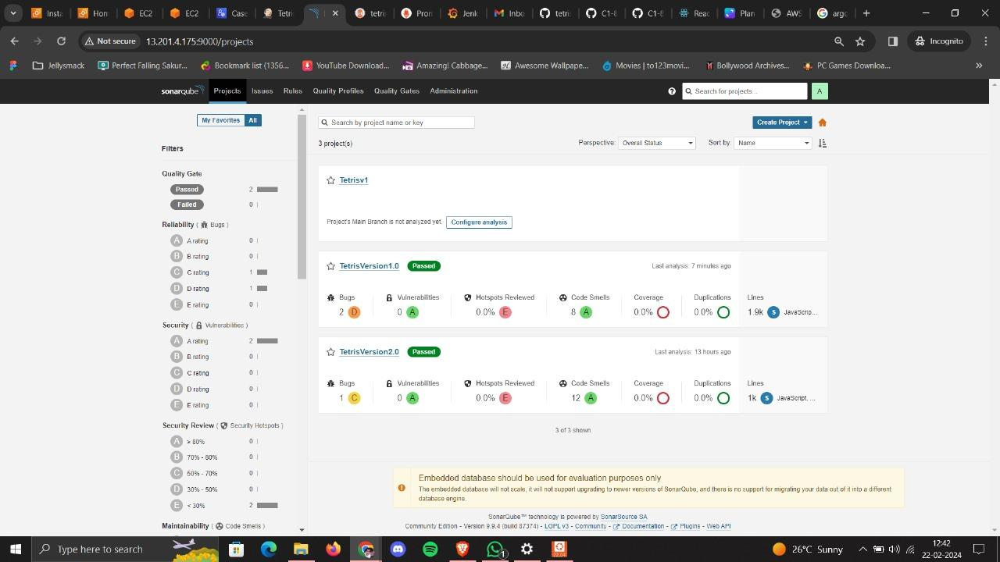 Insta
Horr
EC2
EC2
Case
Tetri
tetris
Pron
Jenk
Inbo
tetris
C1-8
C1-8
Reac
Plan
AWS
argc
Not secure
13.201.4.175:9000/projects
Incognito
Jellysmack
Perfect Falling Sakur...
Bookmark list (1356...
YouTube Download...
Amazing! Cabbage...
Awesome Wallpape...
Movies | to123movi...
Bollywood Archives...
PC Games Downloa...
sonarqube
Projects
Rules
Quality Profiles
Quality Gates
Administration
Search for projects...
A
My Favorites
All
Search by project name or key
Create Project
3 project(s)
Perspective:
Overall Status
Sort by:
Name
Filters
Quality Gate
Passed 2
Failed 0
Reliability ( Bugs )
A A rating 0
B B rating 0
C C rating 1
D D rating 1
E E rating 0
Security ( Vulnerabilities )
A A rating 2
B B rating 0
C C rating 0
D D rating 0
E E rating 0
Security Review ( Security Hotspots )
A ≥ 80% 0
B 70% - 80% 0
C 50% - 70% 0
D 30% - 50% 0
E < 30% 2
Maintainability ( Code Smells )
Tetrisv1
Project's Main Branch is not analyzed yet. Configure analysis
TetrisVersion1.0 Passed
Last analysis: 7 minutes ago
Bugs Vulnerabilities Hotspots Reviewed Code Smells Coverage Duplications Lines
2 D 0 A 0.0% E 8 A 0.0% 0.0% 1.9k S JavaScrip...
TetrisVersion2.0 Passed
Last analysis: 13 hours ago
Bugs Vulnerabilities Hotspots Reviewed Code Smells Coverage Duplications Lines
1 C 0 A 0.0% E 12 A 0.0% 0.0% 1k S JavaScript, ...
3 of 3 shown
Embedded database should be used for evaluation purposes only
The embedded database will not scale, it will not support upgrading to newer versions of SonarQube, and there is no support for migrating your data out of it into a different
database engine.
SonarQube™ technology is powered by SonarSource SA
Community Edition - Version 9.9.4 (build 87374) - LGPL v3 - Community - Documentation - Plugins - Web API
Type here to search
1
26°C Sunny
12:42
22-02-2024